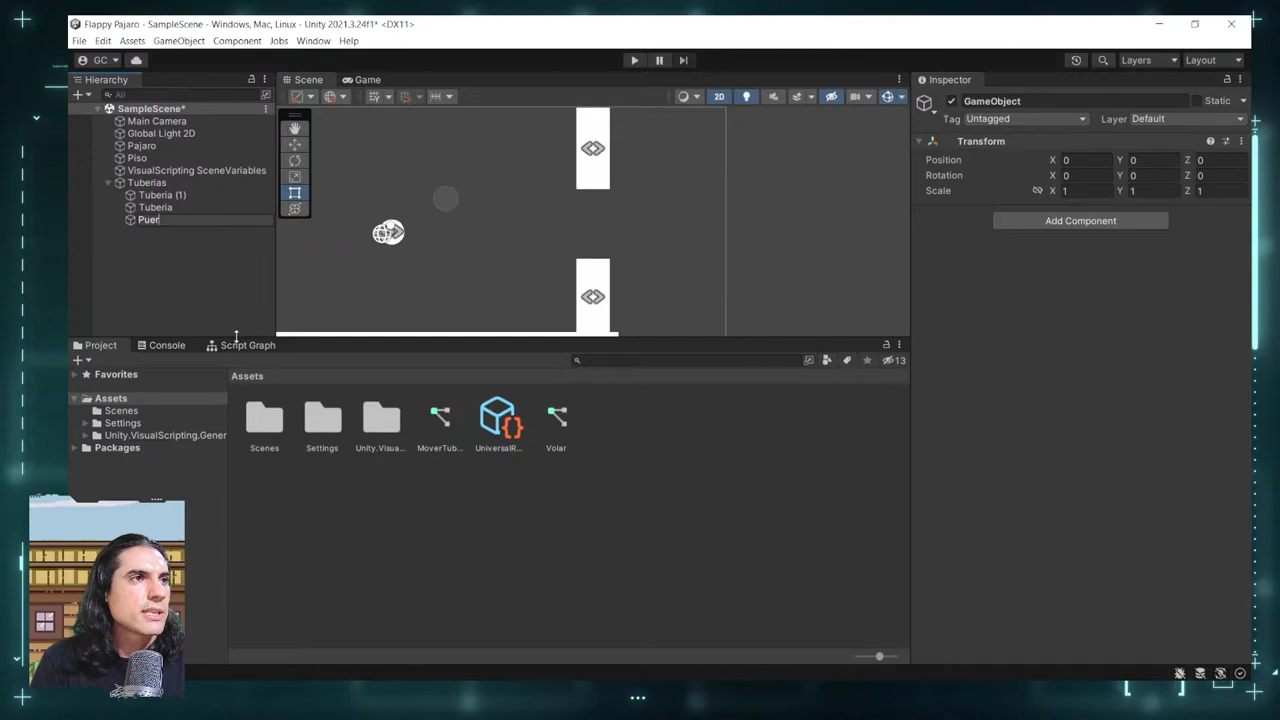 Flappy Pajaro - SampleScene - Windows, Mac, Linux - Unity 2021.3.24f1* <DX11>
File Edit Assets GameObject Component Jobs Window Help
GC Layers Layout
Hierarchy Scene Game Inspector
All 2D GameObject Static
SampleScene* Tag Untagged Layer Default
Main Camera
Global Light 2D Transform
Pajaro
Piso Position X 0 Y 0 Z 0
VisualScripting SceneVariables Rotation X 0 Y 0 Z 0
Tuberias Scale X 1 Y 1 Z 1
Tuberia (1)
Tuberia
Puer Add Component
Project Console Script Graph
13
Favorites Assets
Assets
Scenes
Settings
Unity.VisualScripting.Gener
Packages Scenes Settings Unity.Visua... MoverTub... UniversalR... Volar